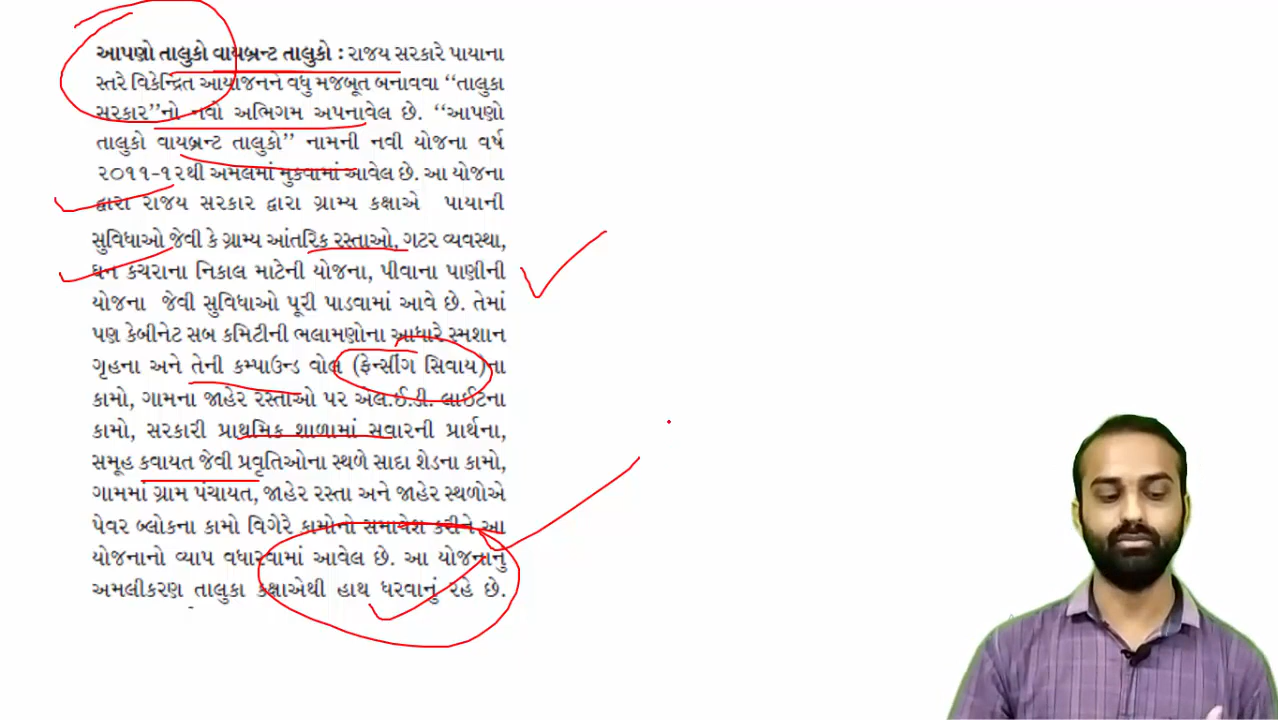 આપણો તાલુકો વાયબ્રન્ટ તાલુકો : રાજય સરકારે પાયાના
સ્તરે વિકેન્દ્રિત આયાજનને વધુ મજબૂત બનાવવા “તાલુકા
સરકાર”નો નવો અભિગમ અપનાવેલ છે. “આપણો
તાલુકો વાયબ્રન્ટ તાલુકો” નામની નવી યોજના વર્ષ
૨૦૧૧-૧૨થી અમલમાં મુકવામાં આવેલ છે. આ યોજના
દ્વારા રાજય સરકાર દ્વારા ગ્રામ્ય કક્ષાએ પાયાની
સુવિધાઓ જેવી કે ગ્રામ્ય આંતરિક રસ્તાઓ, ગટર વ્યવસ્થા,
ઘન કચરાના નિકાલ માટેની યોજના, પીવાના પાણીની
યોજના જેવી સુવિધાઓ પૂરી પાડવામાં આવે છે. તેમાં
પણ કેબીનેટ સબ કમિટીની ભલામણોના આધારે સ્મશાન
ગૃહના અને તેની કમ્પાઉન્ડ વોલ (ફેન્સીંગ સિવાય)ના
કામો, ગામના જાહેર રસ્તાઓ પર એલ.ઈ.ડી. લાઈટના
કામો, સરકારી પ્રાથમિક શાળામાં સવારની પ્રાર્થના,
સમૂહ કવાયત જેવી પ્રવૃતિઓના સ્થળે સાદા શેડના કામો,
ગામમાં ગ્રામ પંચાયત, જાહેર રસ્તા અને જાહેર સ્થળોએ
પેવર બ્લોકના કામો વિગેરે કામોનો સમાવેશ કરીને આ
યોજનાનો વ્યાપ વધારવામાં આવેલ છે. આ યોજનાનું
અમલીકરણ તાલુકા કક્ષાએથી હાથ ધરવાનું રહે છે.